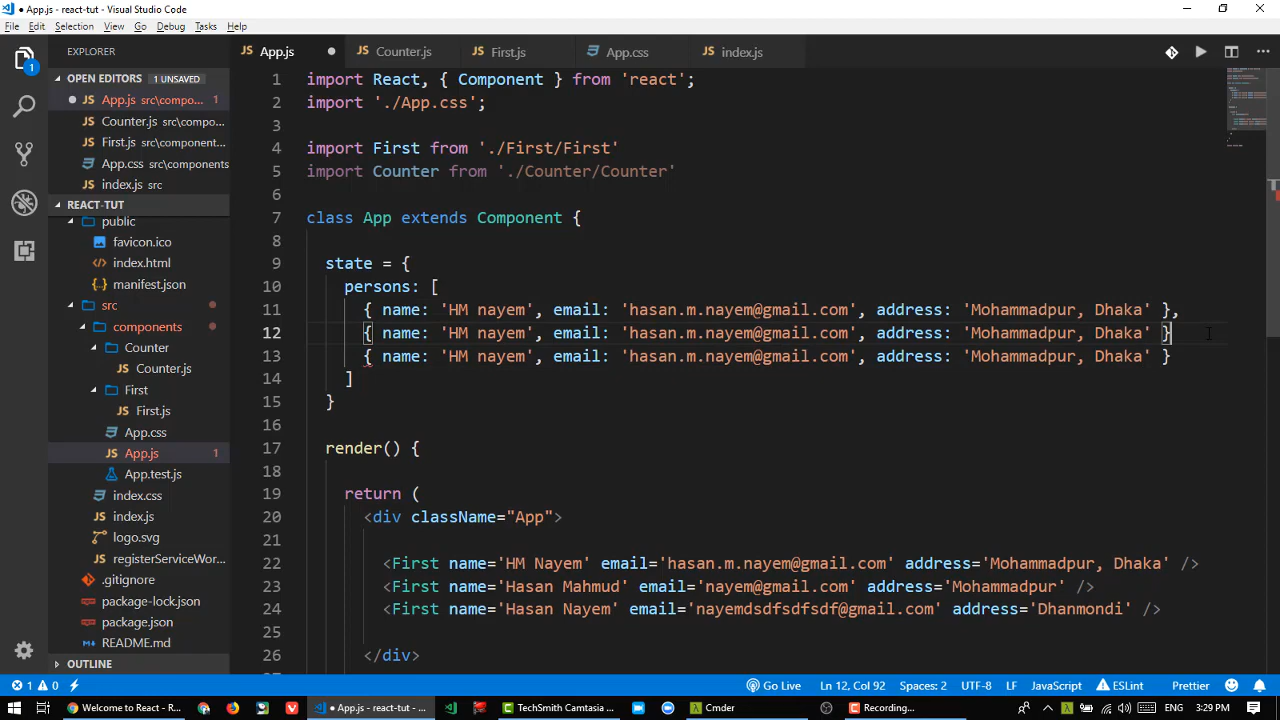 ● App.js - react-tut - Visual Studio Code
File Edit Selection View Go Debug Tasks Help
EXPLORER
App.js ●
Counter.js
First.js
App.css
index.js
OPEN EDITORS 1 UNSAVED
● App.js src\compo... 1
Counter.js src\compo...
First.js src\component...
App.css src\components
index.js src
REACT-TUT
public
favicon.ico
index.html
manifest.json
src
components
Counter
Counter.js
First
First.js
App.css
App.js 1
App.test.js
index.css
index.js
logo.svg
registerServiceWor...
.gitignore
package-lock.json
package.json
README.md
OUTLINE
1 import React, { Component } from 'react';
2 import './App.css';
3
4 import First from './First/First'
5 import Counter from './Counter/Counter'
6
7 class App extends Component {
8
9 state = {
10 persons: [
11 { name: 'HM nayem', email: 'hasan.m.nayem@gmail.com', address: 'Mohammadpur, Dhaka' },
12 { name: 'HM nayem', email: 'hasan.m.nayem@gmail.com', address: 'Mohammadpur, Dhaka' }
13 { name: 'HM nayem', email: 'hasan.m.nayem@gmail.com', address: 'Mohammadpur, Dhaka' }
14 ]
15 }
16
17 render() {
18
19 return (
20 <div className="App">
21
22 <First name='HM Nayem' email='hasan.m.nayem@gmail.com' address='Mohammadpur, Dhaka' />
23 <First name='Hasan Mahmud' email='nayem@gmail.com' address='Mohammadpur' />
24 <First name='Hasan Nayem' email='nayemdsdfsdfsdf@gmail.com' address='Dhanmondi' />
25
26 </div>
1 0 Go Live Ln 12, Col 92 Spaces: 2 UTF-8 LF JavaScript ESLint Prettier
Welcome to React - R... ● App.js - react-tut - ... TechSmith Camtasia ... Cmder Recording... ENG 3:29 PM